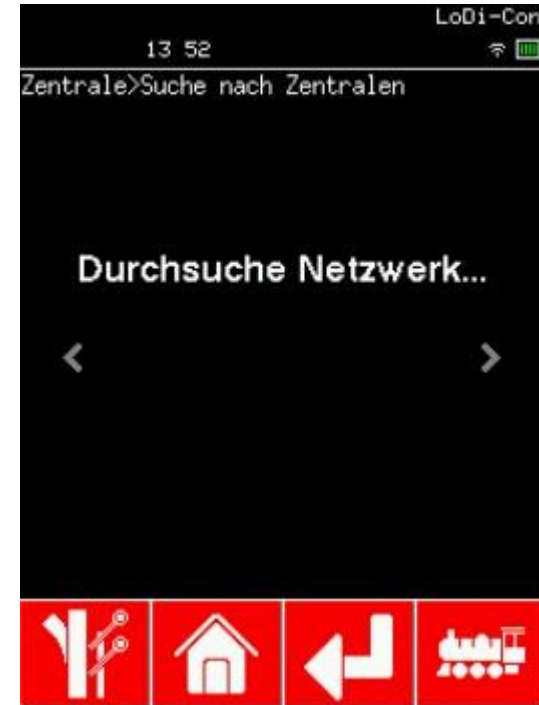 LoDi-Con
13 52
Zentrale>Suche nach Zentralen
Durchsuche Netzwerk...